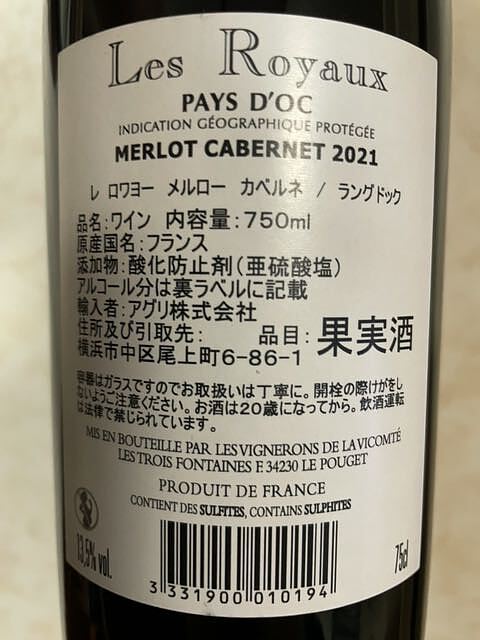 Les Royaux
PAYS D'OC
INDICATION GÉOGRAPHIQUE PROTÉGÉE
MERLOT CABERNET 2021
レ ロワヨー メルロー カベルネ / ラングドック
品名:ワイン 内容量:750ml
原産国名:フランス
添加物:酸化防止剤(亜硫酸塩)
アルコール分は裏ラベルに記載
輸入者:アグリ株式会社
住所及び引取先: 品目:果実酒
横浜市中区尾上町6-86-1
容器はガラスですのでお取扱いは丁寧に。開栓の際けがをし
ないようご注意ください。お酒は20歳になってから。飲酒運転
は法律で禁じられています。
MIS EN BOUTEILLE PAR LES VIGNERONS DE LA VICOMTÉ
LES TROIS FONTAINES F. 34230 LE POUGET
PRODUIT DE FRANCE
CONTIENT DES SULFITES, CONTAINS SULPHITES
13,5% vol.
75cl
3 331900 010194